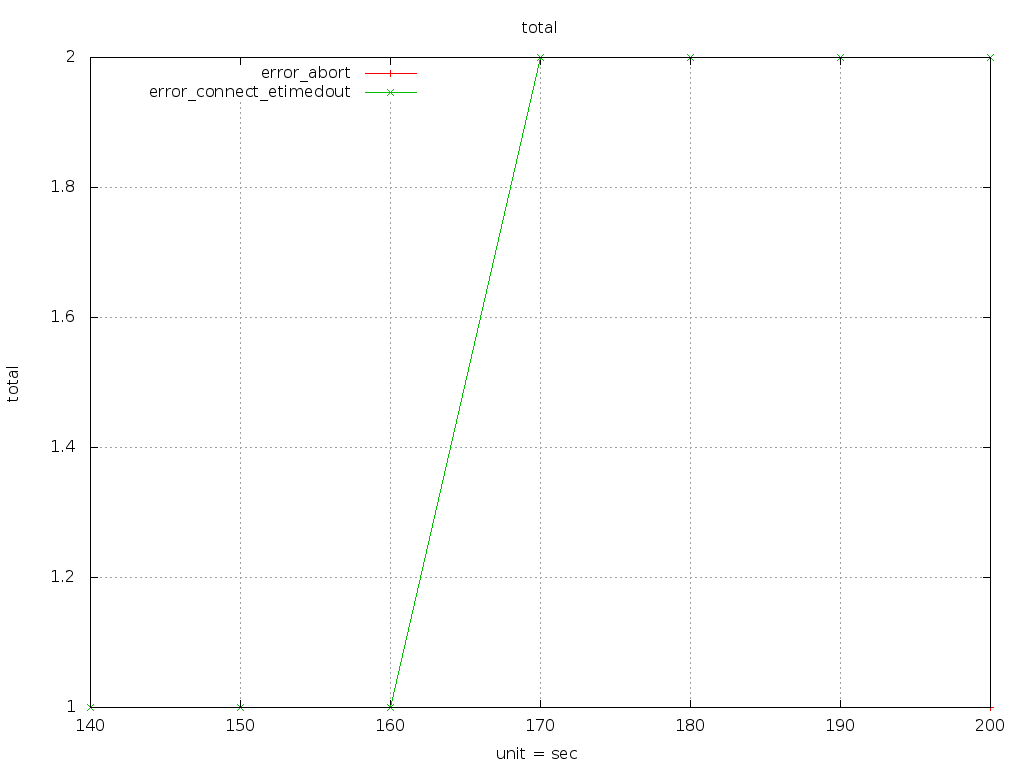 total
2
error_abort
error_connect_etimedout
1.8
1.6
total
1.4
1.2
1
140 150 160 170 180 190 200
unit = sec